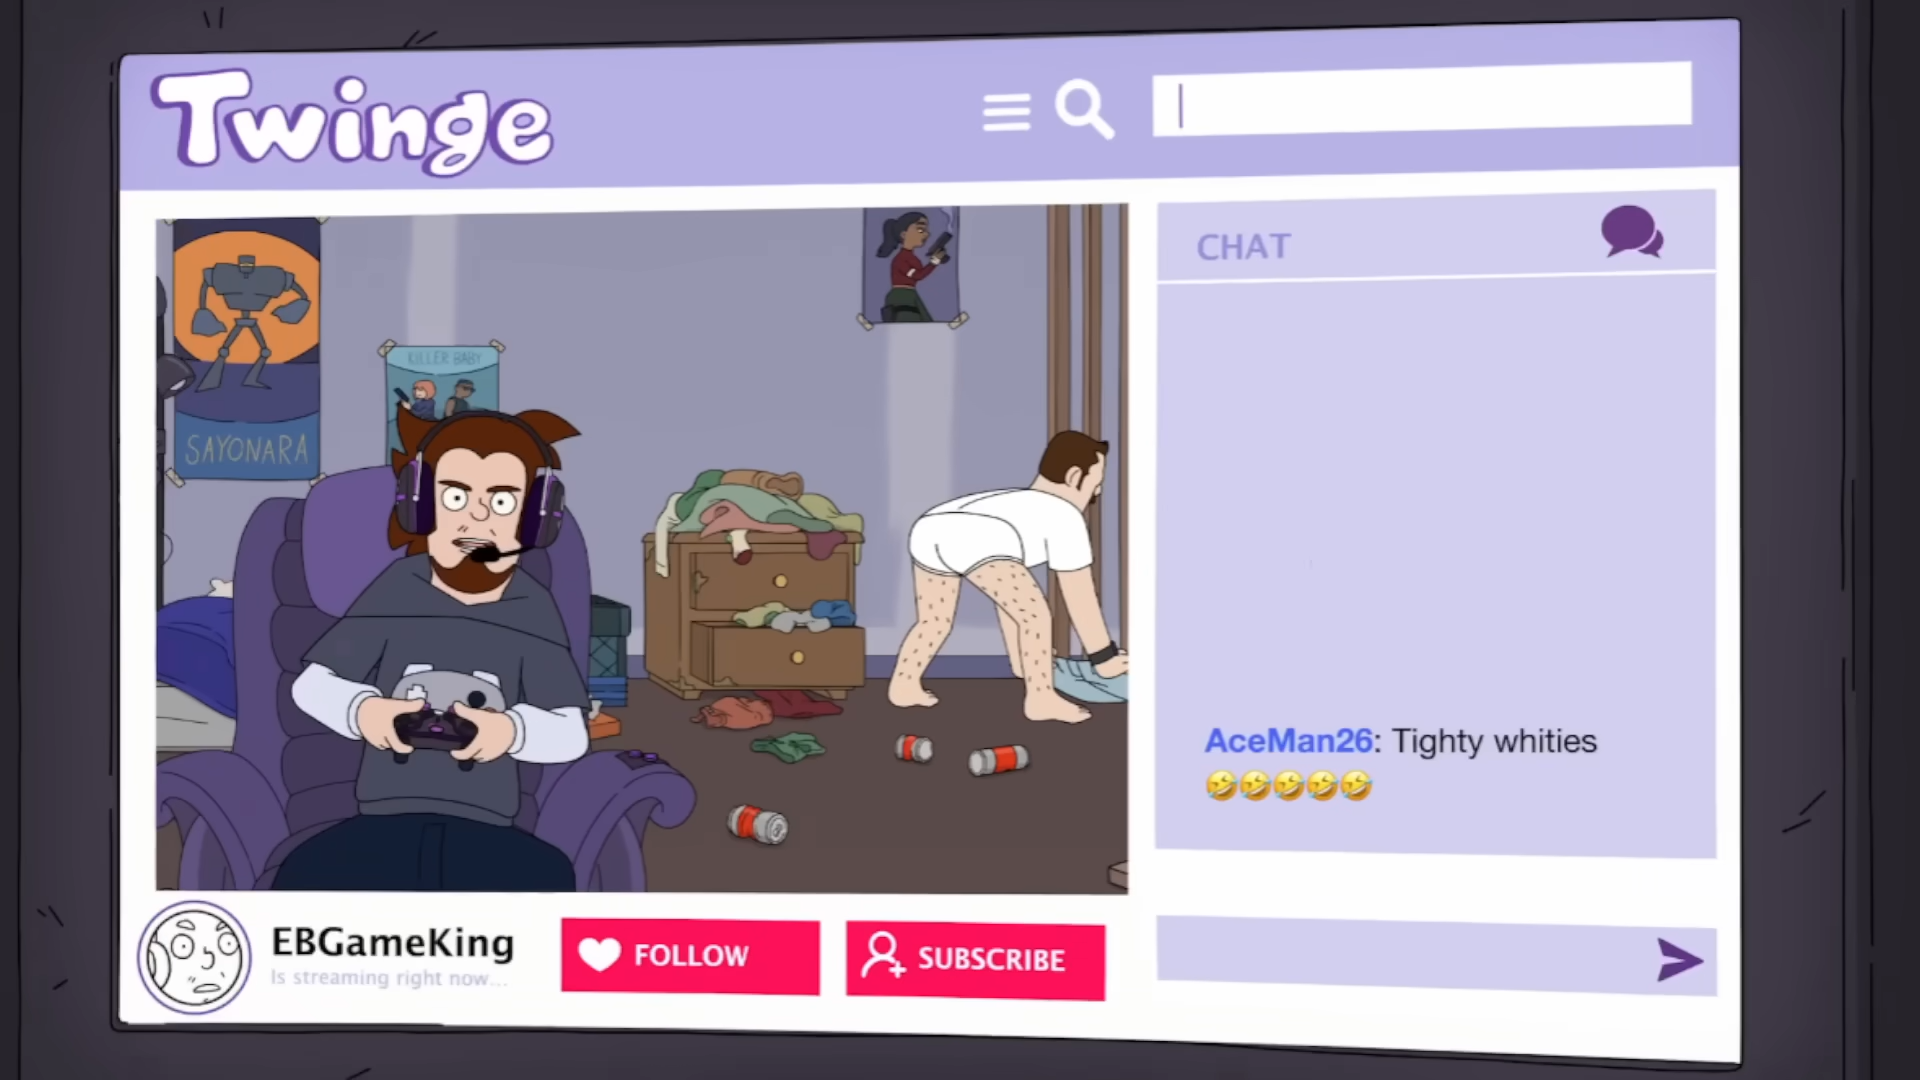 Twinge
CHAT
SAYONARA
KILLER BABY
AceMan26: Tighty whities
🤣🤣🤣🤣🤣
EBGameKing
Is streaming right now...
FOLLOW
SUBSCRIBE